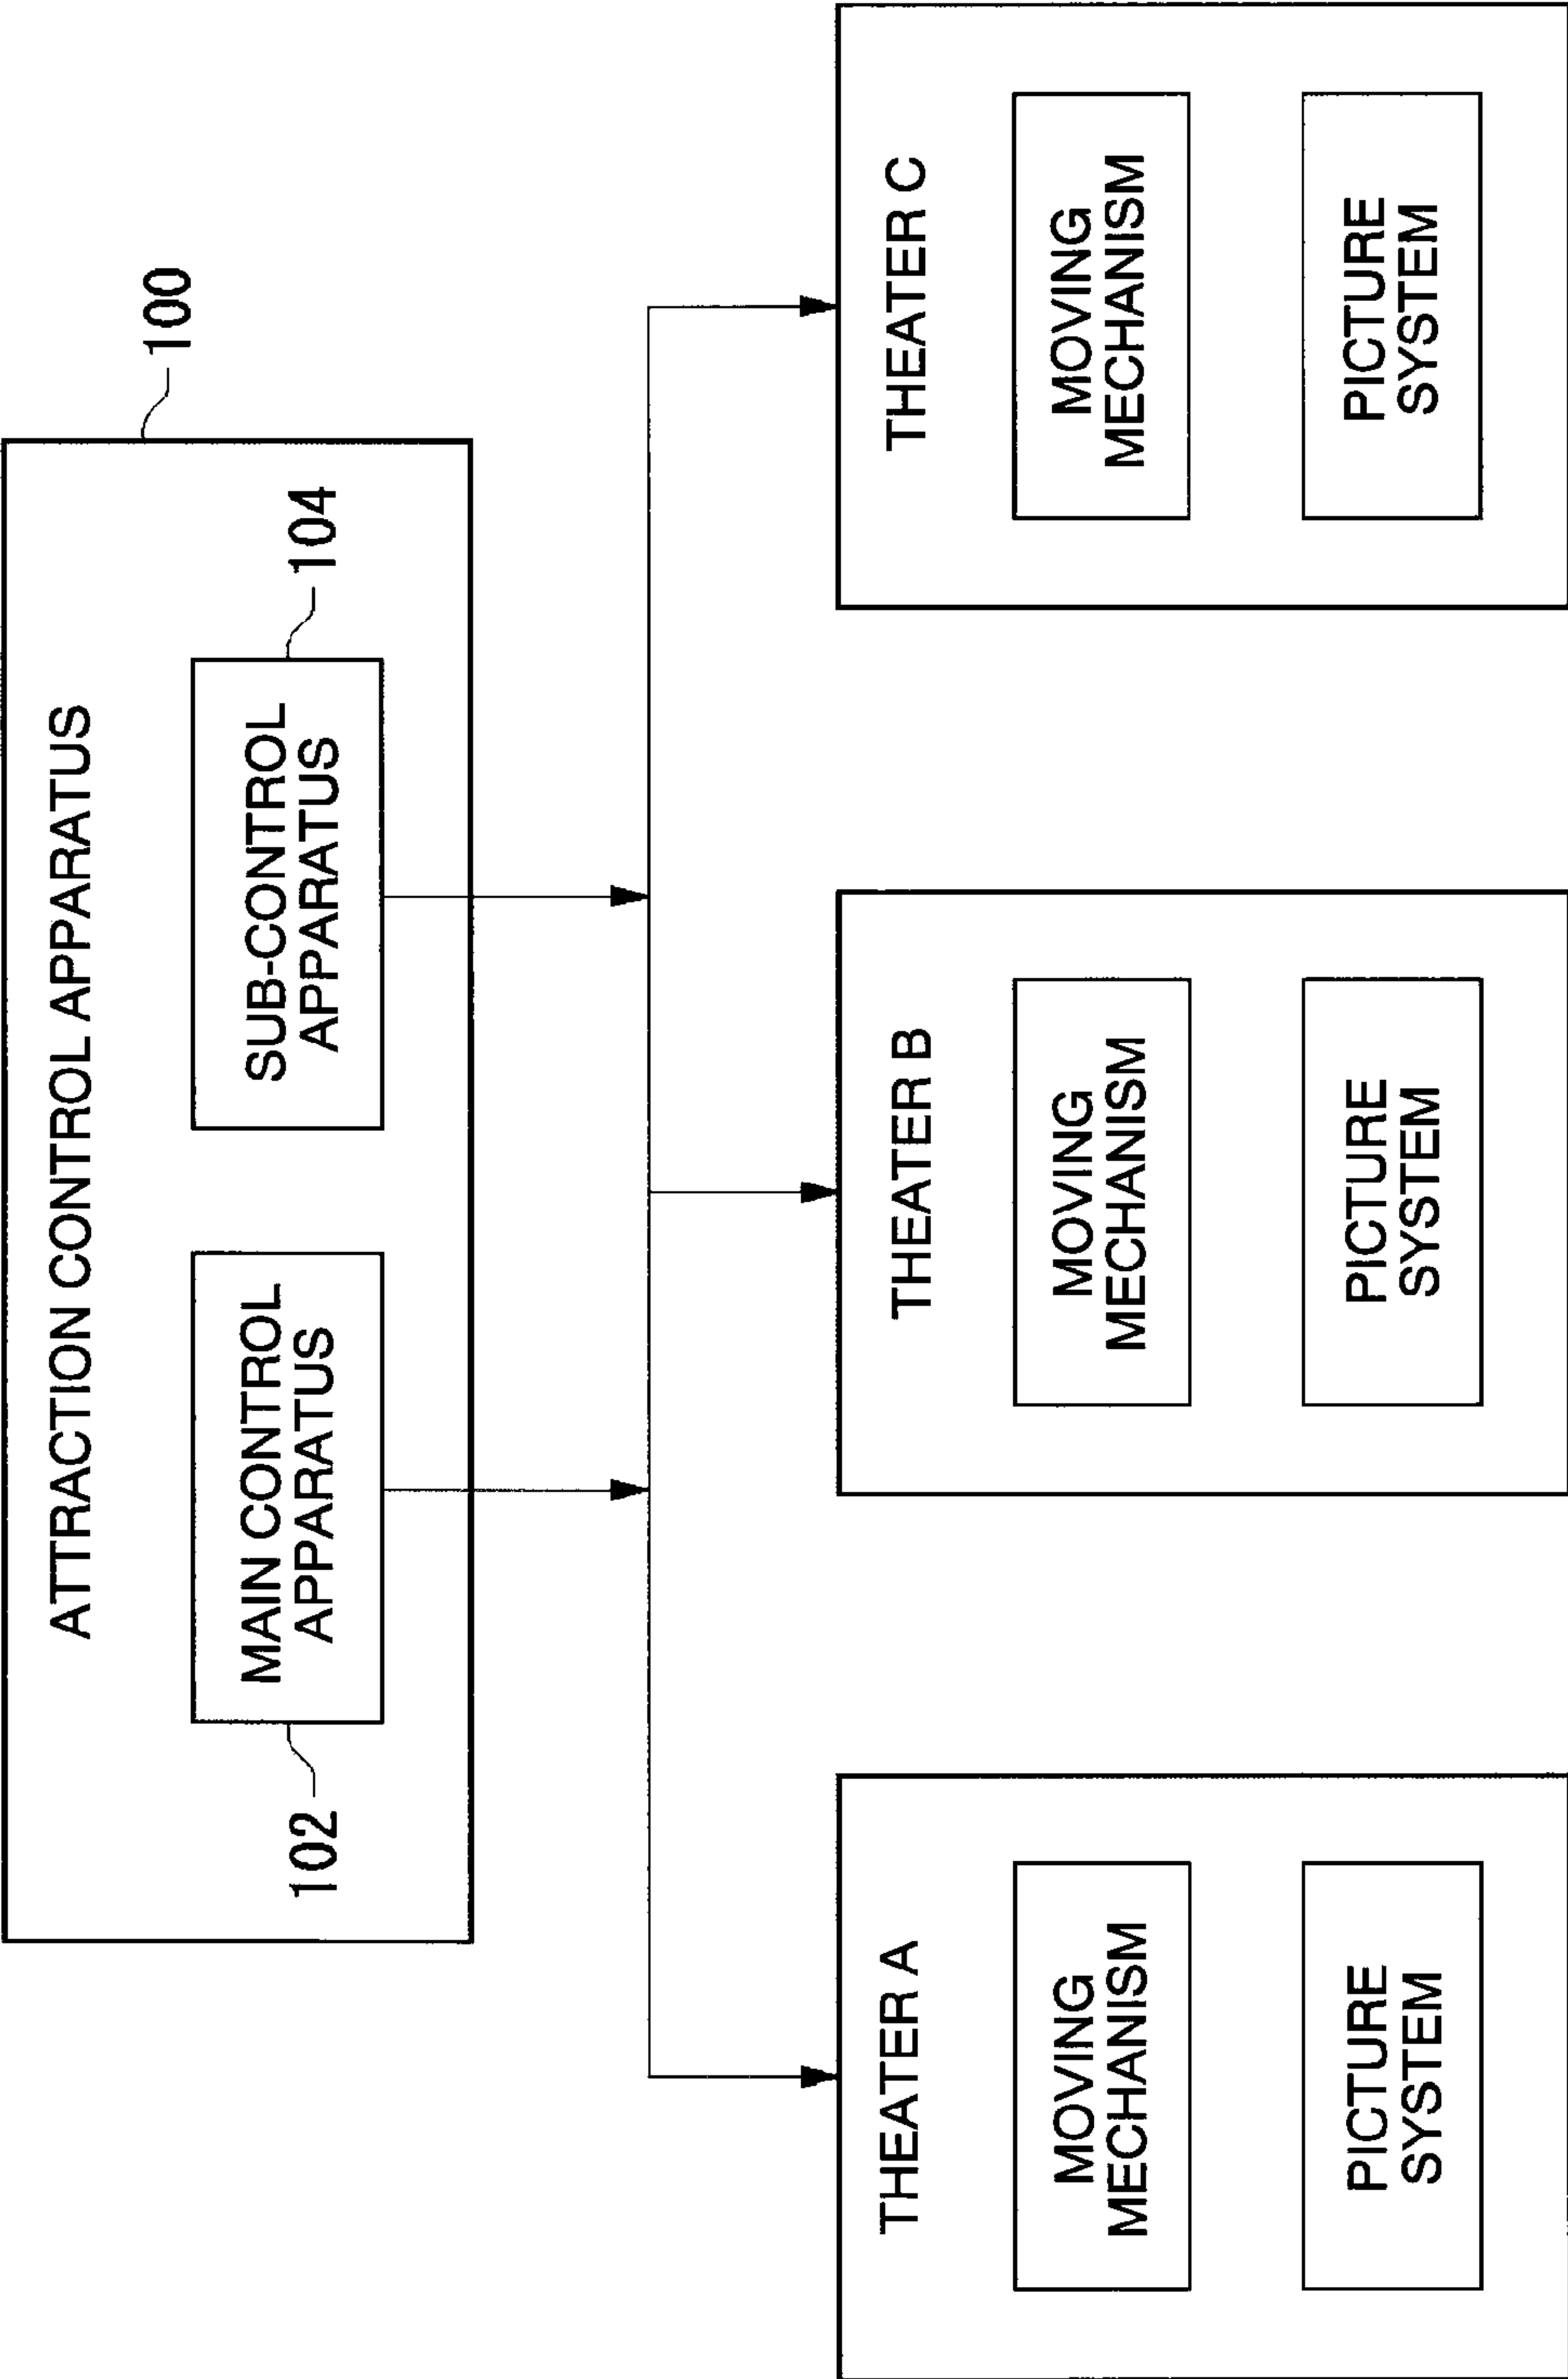 100
ATTRACTION CONTROL APPARATUS
102
MAIN CONTROL
APPARATUS
SUB-CONTROL
APPARATUS
104
THEATER A
MOVING
MECHANISM
PICTURE
SYSTEM
THEATER B
MOVING
MECHANISM
PICTURE
SYSTEM
THEATER C
MOVING
MECHANISM
PICTURE
SYSTEM